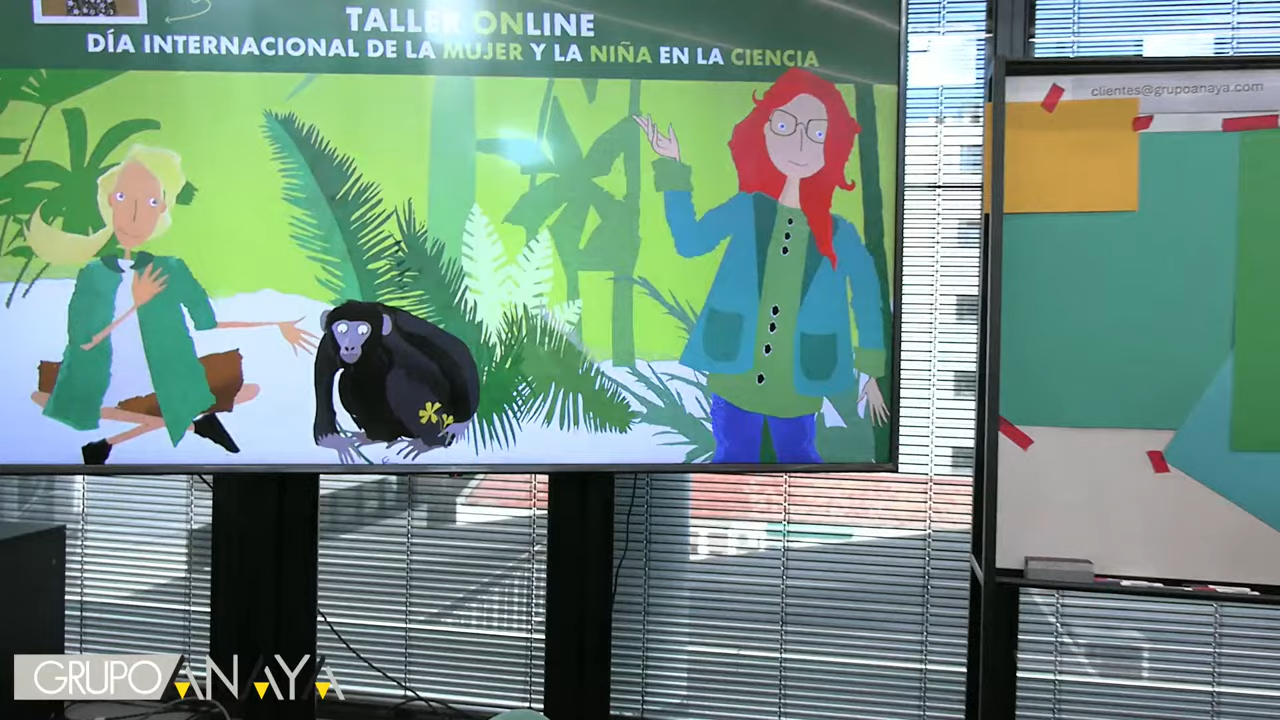 TALLER ONLINE
DÍA INTERNACIONAL DE LA MUJER Y LA NIÑA EN LA CIENCIA
clientes@grupoanaya.com
GRUPO ANAYA